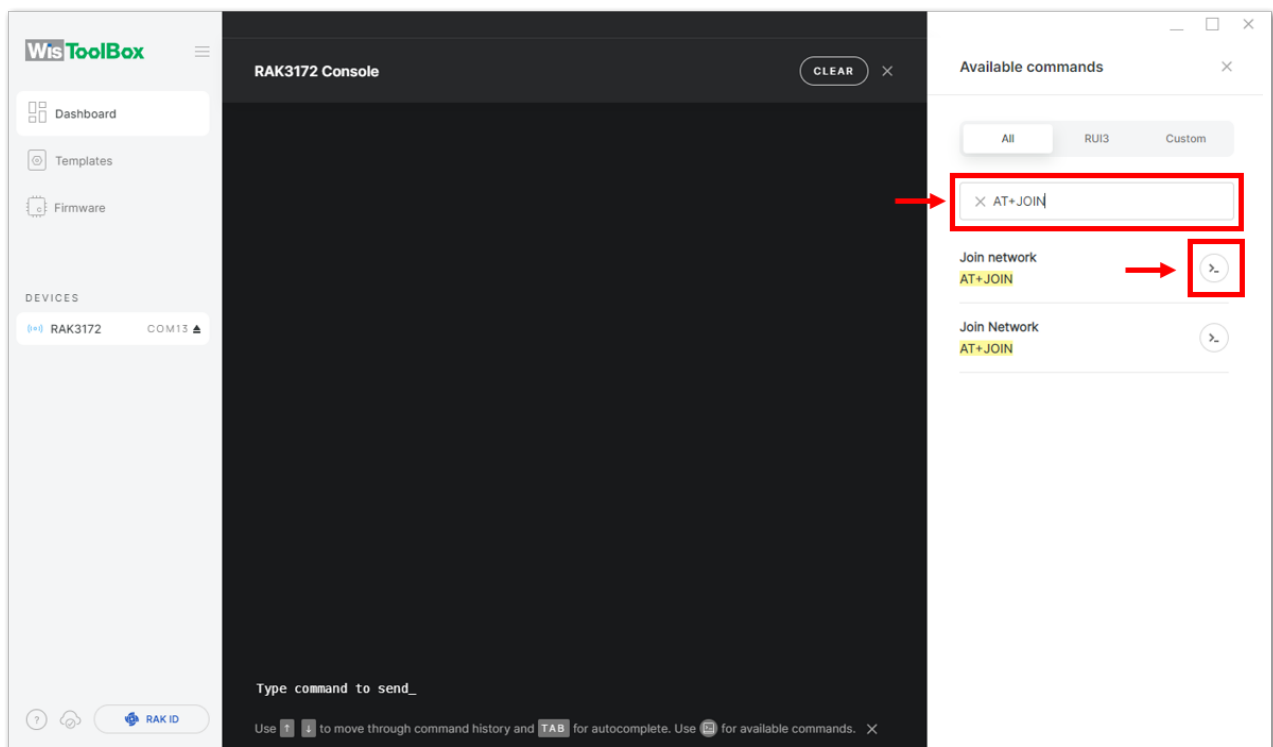 WisToolBox
Dashboard
Templates
Firmware
DEVICES
RAK3172 COM13
RAK ID
RAK3172 Console
CLEAR
Type command to send_
Use ↑ ↓ to move through command history and TAB for autocomplete. Use for available commands.
Available commands
All RUI3 Custom
AT+JOIN
Join network
AT+JOIN
Join Network
AT+JOIN